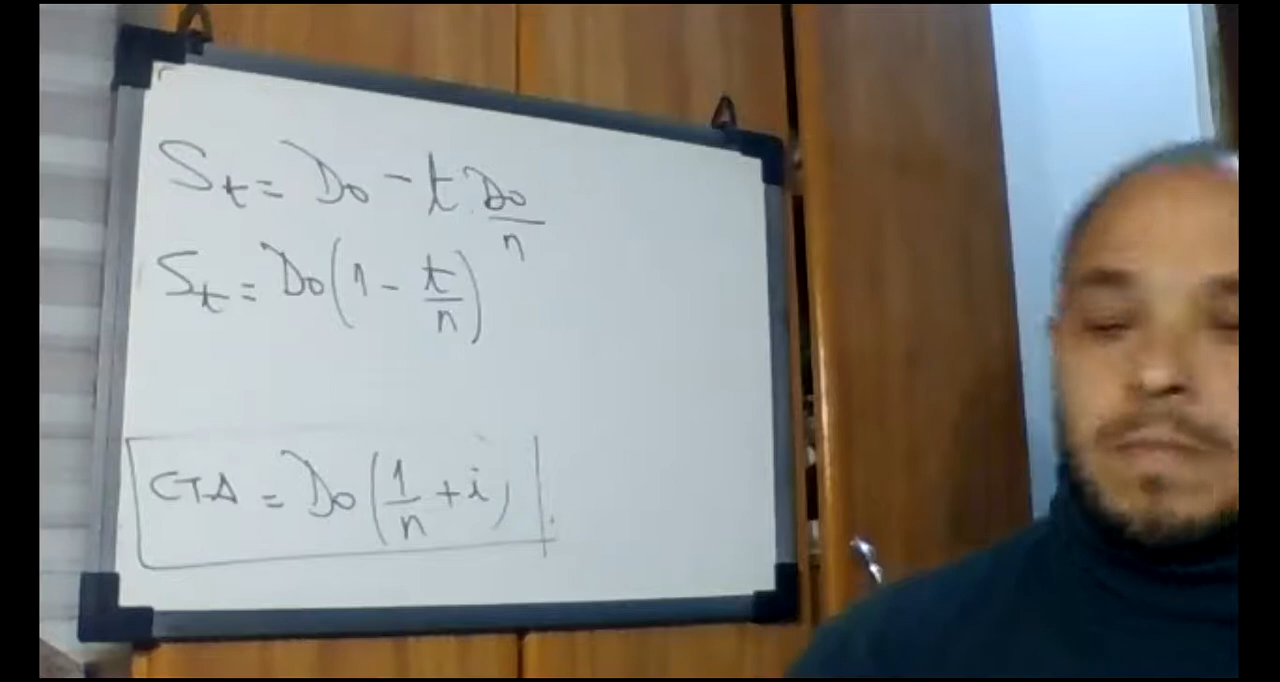 St = Do - t. Do/n
St = Do(1 - t/n)
CTA = Do(1/n + i)